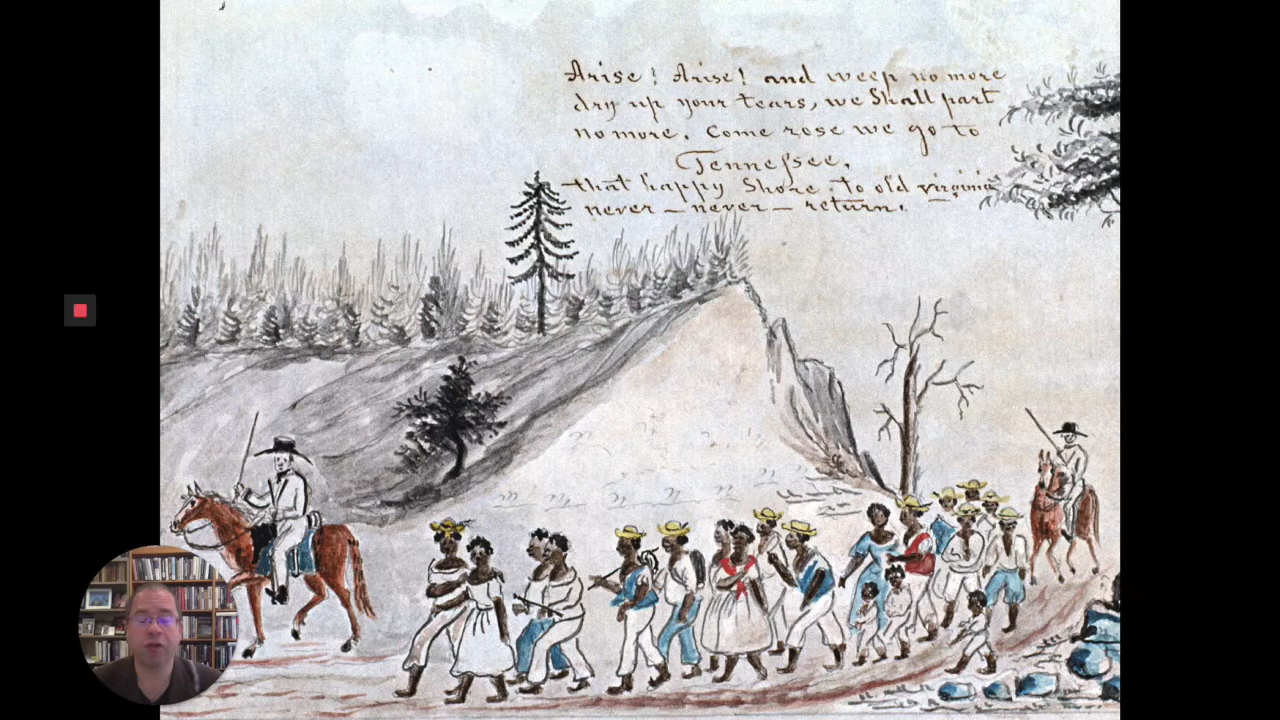 Arise! Arise! and weep no more
dry up your tears, we Shall part
no more. Come rose we go to
Tenneſsee,
that happy Shore. to old virginia
never – never – return.